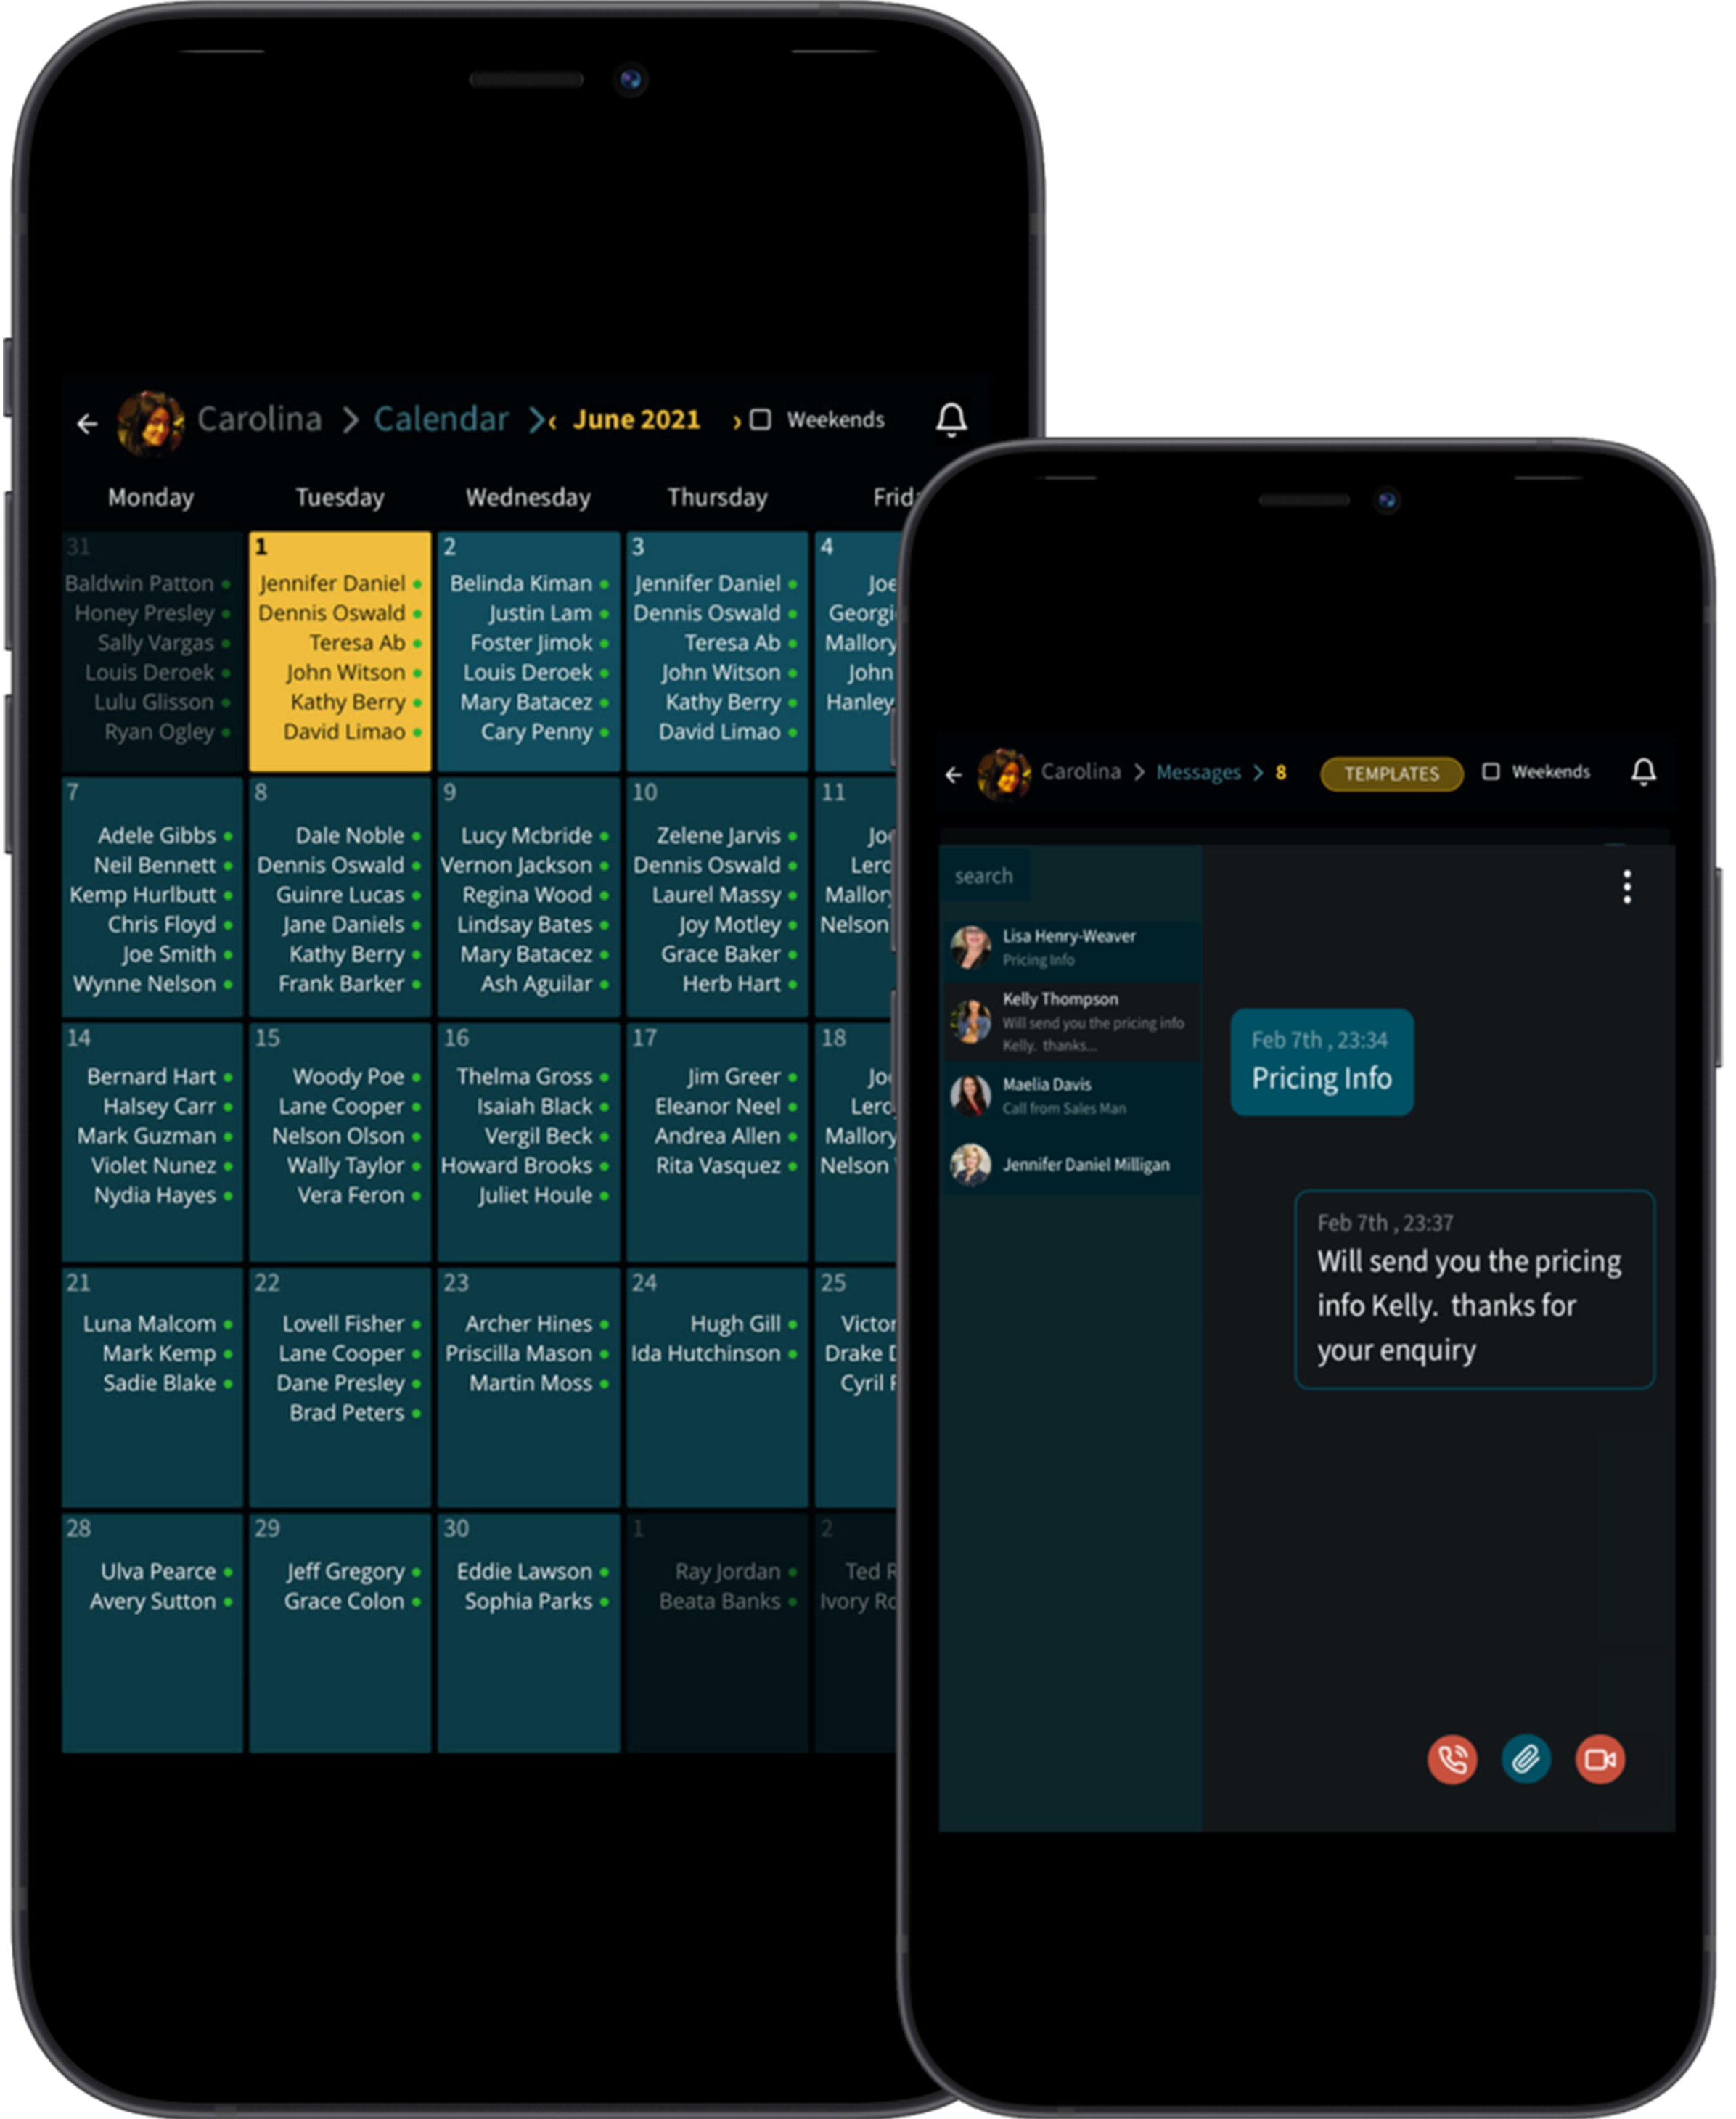 Carolina > Calendar > ‹ June 2021 › Weekends
Monday Tuesday Wednesday Thursday
31 1 2 3 4
Baldwin Patton Jennifer Daniel Belinda Kiman Jennifer Daniel
Honey Presley Dennis Oswald Justin Lam Dennis Oswald
Sally Vargas Teresa Ab Foster Jimok Teresa Ab Mallory
Louis Deroek John Witson Louis Deroek John Witson John
Lulu Glisson Kathy Berry Mary Batacez Kathy Berry Hanley
Ryan Ogley David Limao Cary Penny David Limao
7 8 9 10 11
Adele Gibbs Dale Noble Lucy Mcbride Zelene Jarvis
Neil Bennett Dennis Oswald Vernon Jackson Dennis Oswald
Kemp Hurlbutt Guinre Lucas Regina Wood Laurel Massy Mallory
Chris Floyd Jane Daniels Lindsay Bates Joy Motley Nelson
Joe Smith Kathy Berry Mary Batacez Grace Baker
Wynne Nelson Frank Barker Ash Aguilar Herb Hart
14 15 16 17 18
Bernard Hart Woody Poe Thelma Gross Jim Greer
Halsey Carr Lane Cooper Isaiah Black Eleanor Neel
Mark Guzman Nelson Olson Vergil Beck Andrea Allen Mallory
Violet Nunez Wally Taylor Howard Brooks Rita Vasquez Nelson
Nydia Hayes Vera Feron Juliet Houle
21 22 23 24 25
Luna Malcom Lovell Fisher Archer Hines Hugh Gill Victor
Mark Kemp Lane Cooper Priscilla Mason Ida Hutchinson Drake
Sadie Blake Dane Presley Martin Moss Cyril
Brad Peters
28 29 30 1 2
Ulva Pearce Jeff Gregory Eddie Lawson Ray Jordan Ted
Avery Sutton Grace Colon Sophia Parks Beata Banks Ivory
Carolina > Messages > 8 TEMPLATES Weekends
search
Lisa Henry-Weaver
Pricing Info
Kelly Thompson
Will send you the pricing info
Kelly. thanks...
Maelia Davis
Call from Sales Man
Jennifer Daniel Milligan
Feb 7th , 23:34
Pricing Info
Feb 7th , 23:37
Will send you the pricing
info Kelly. thanks for
your enquiry